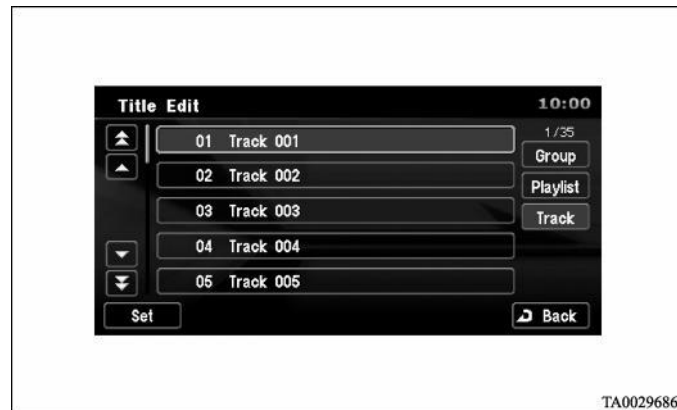 Title Edit 10:00
1/35
01 Track 001
Group
02 Track 002
Playlist
03 Track 003
Track
04 Track 004
05 Track 005
Set
Back
TA0029686